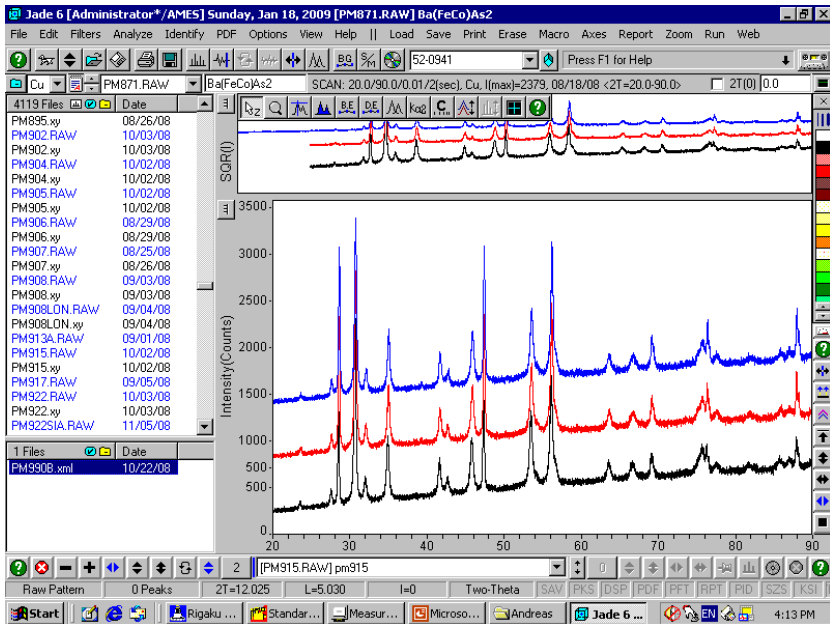 Jade 6 [Administrator*/AMES] Sunday, Jan 18, 2009 [PM871.RAW] Ba(FeCo)As2
File Edit Filters Analyze Identify PDF Options View Help || Load Save Print Erase Macro Axes Report Zoom Run Web
BG S/M 52-0941 Press F1 for Help
Cu PM871.RAW Ba(FeCo)As2 SCAN: 20.0/90.0/0.01/2(sec), Cu, I(max)=2379, 08/18/08 <2T=20.0-90.0> 2T(0) 0.0
4119 Files Date
B.E D.E Kα2
PM895.xy 08/26/08
PM902.RAW 10/03/08
PM902.xy 10/03/08
PM904.RAW 10/02/08
PM904.xy 10/02/08
PM905.RAW 10/02/08
PM905.xy 10/02/08
PM906.RAW 08/29/08
PM906.xy 08/29/08
PM907.RAW 08/25/08
PM907.xy 08/26/08
PM908.RAW 09/03/08
PM908.xy 09/03/08
PM908LON.RAW 09/04/08
PM908LON.xy 09/04/08
PM913A.RAW 09/01/08
PM915.RAW 10/02/08
PM915.xy 10/02/08
PM917.RAW 09/05/08
PM922.RAW 10/03/08
PM922.xy 10/03/08
PM922SIA.RAW 11/05/08
1 Files Date
PM990B.xml 10/22/08
SQR(I)
Intensity(Counts)
3500
3000
2500
2000
1500
1000
500
1000
500
500
0
20 30 40 50 60 70 80 90
2 [PM915.RAW] pm915 0
Raw Pattern 0 Peaks 2T=12.025 L=5.030 I=0 Two-Theta SAV PKS DSP PDF PFT RPT PID SZS KSI
Start Rigaku ... Standar... Measur... Microso... Andreas Jade 6 ... EN 4:13 PM